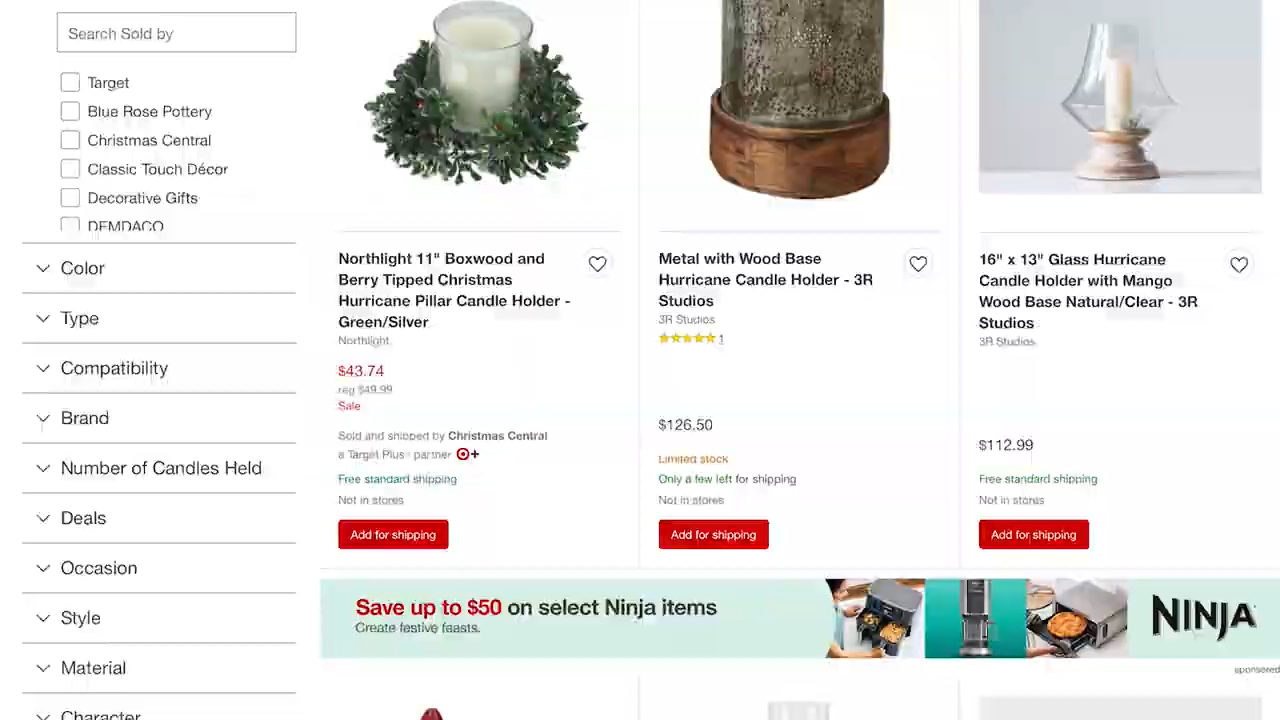 Search Sold by
Target
Blue Rose Pottery
Christmas Central
Classic Touch Décor
Decorative Gifts
DEMDACO
Color
Type
Compatibility
Brand
Number of Candles Held
Deals
Occasion
Style
Material
Character
Northlight 11" Boxwood and
Berry Tipped Christmas
Hurricane Pillar Candle Holder -
Green/Silver
Northlight
$43.74
reg $49.99
Sale
Sold and shipped by Christmas Central
a Target Plus partner
Free standard shipping
Not in stores
Add for shipping
Metal with Wood Base
Hurricane Candle Holder - 3R
Studios
3R Studios
1
$126.50
Limited stock
Only a few left for shipping
Not in stores
Add for shipping
16" x 13" Glass Hurricane
Candle Holder with Mango
Wood Base Natural/Clear - 3R
Studios
3R Studios
$112.99
Free standard shipping
Not in stores
Add for shipping
Save up to $50 on select Ninja items
Create festive feasts.
NINJA
sponsored